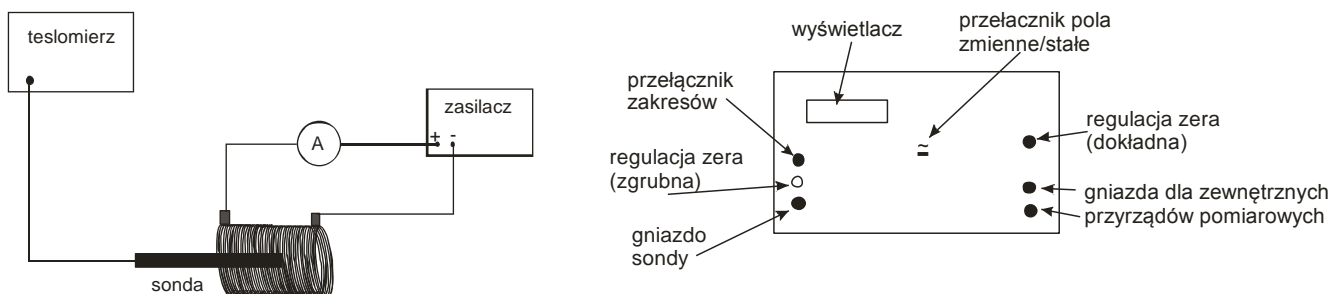 teslomierz
zasilacz
+ -
A
sonda
wyświetlacz
przełacznik pola
zmienne/stałe
przełącznik
zakresów
regulacja zera
(zgrubna)
gniazdo
sondy
≂
regulacja zera
(dokładna)
gniazda dla zewnętrznych
przyrządów pomiarowych